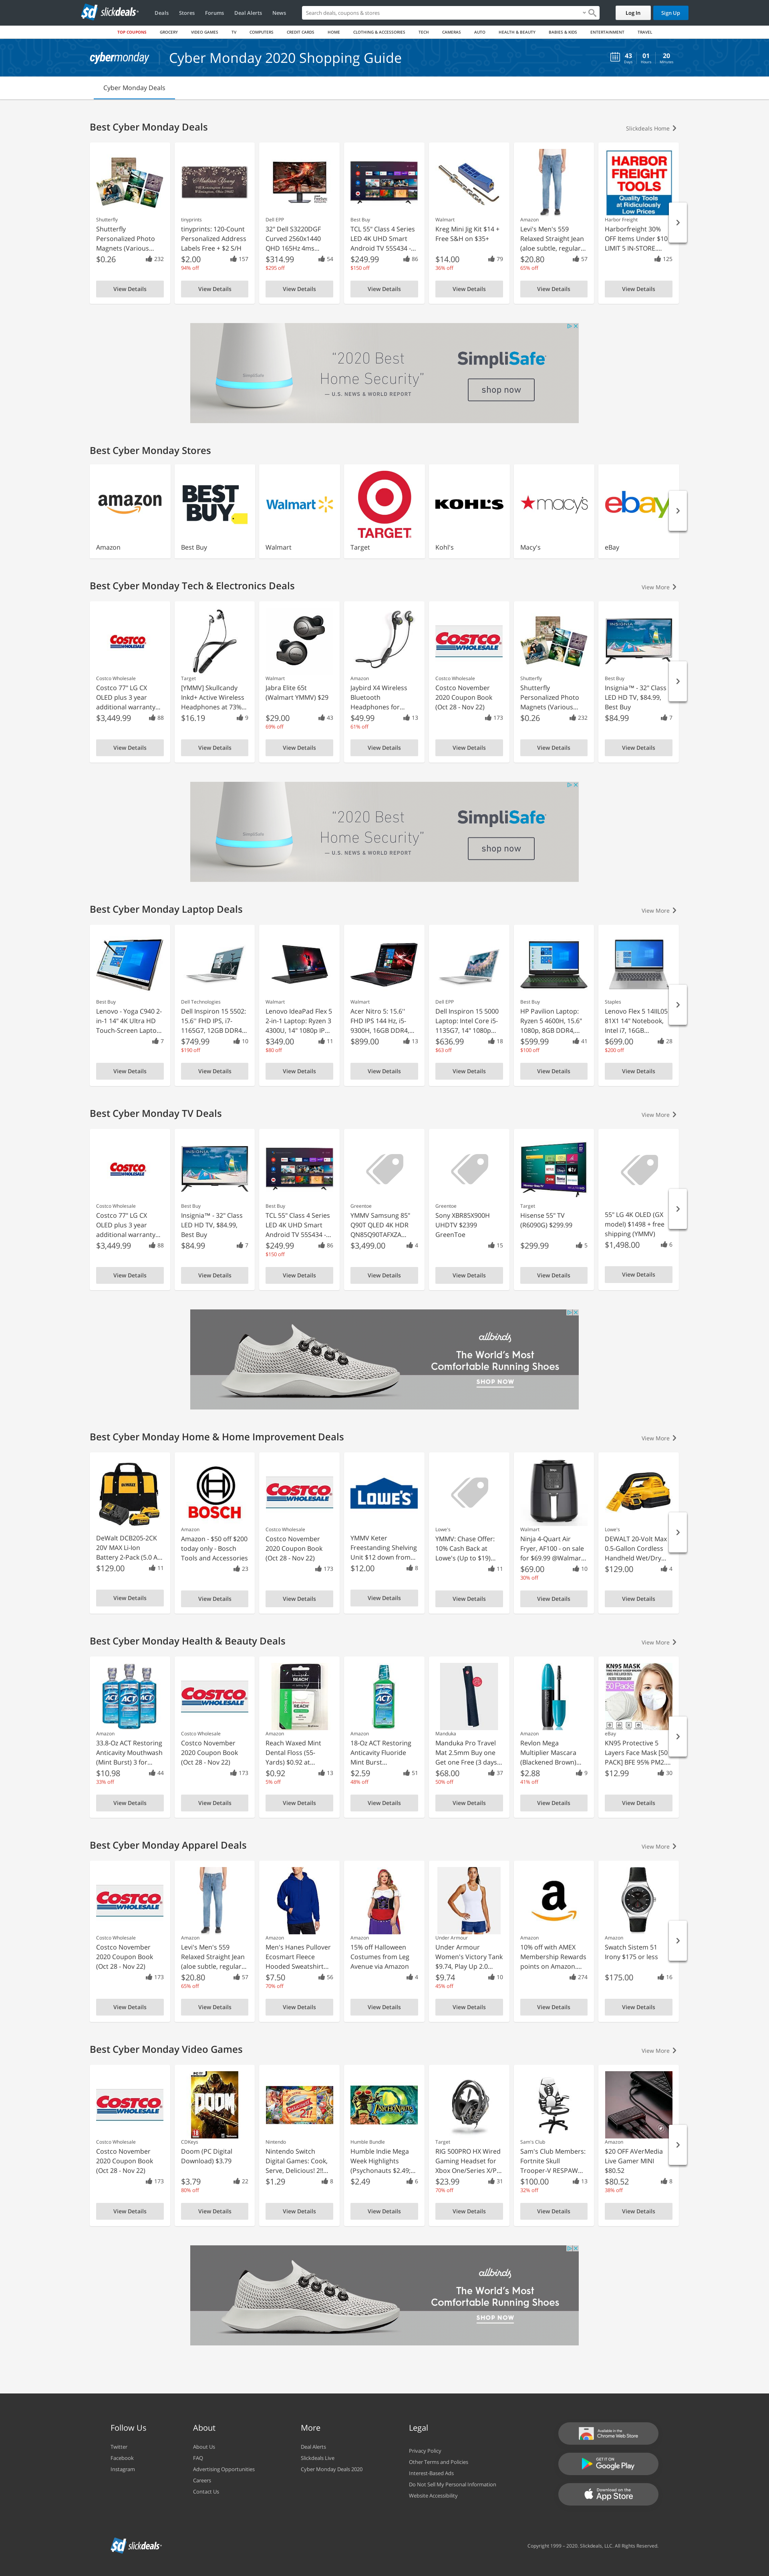 sd slickdeals
Deals Stores Forums Deal Alerts News
Search deals, coupons & stores
Log In Sign Up
TOP COUPONS GROCERY VIDEO GAMES TV COMPUTERS CREDIT CARDS HOME CLOTHING & ACCESSORIES TECH CAMERAS AUTO HEALTH & BEAUTY BABIES & KIDS ENTERTAINMENT TRAVEL
cybermonday Cyber Monday 2020 Shopping Guide
43 Days 01 Hours 20 Minutes
Cyber Monday Deals
Best Cyber Monday Deals
Slickdeals Home
Shutterfly
Shutterfly
Personalized Photo
Magnets (Various...
$0.26 232
View Details
tinyprints
tinyprints: 120-Count
Personalized Address
Labels Free + $2 S/H
$2.00 157
94% off
View Details
Dell EPP
32" Dell S3220DGF
Curved 2560x1440
QHD 165Hz 4ms...
$314.99 54
$295 off
View Details
Best Buy
TCL 55" Class 4 Series
LED 4K UHD Smart
Android TV 55S434 -...
$249.99 86
$150 off
View Details
Walmart
Kreg Mini Jig Kit $14 +
Free S&H on $35+
$14.00 79
36% off
View Details
Amazon
Levi's Men's 559
Relaxed Straight Jean
(aloe subtle, regular...
$20.80 57
65% off
View Details
HARBOR
FREIGHT
TOOLS
Quality Tools
at Ridiculously
Low Prices
Harbor Freight
Harborfreight 30%
OFF Items Under $10
LIMIT 5 IN-STORE....
125
View Details
SimpliSafe
“2020 Best
Home Security”
— U.S. NEWS & WORLD REPORT
SimpliSafe
shop now
Best Cyber Monday Stores
amazon
Amazon
BEST
BUY
Best Buy
Walmart
Walmart
TARGET
Target
KOHL'S
Kohl's
macy's
Macy's
ebay
eBay
Best Cyber Monday Tech & Electronics Deals
View More
COSTCO
WHOLESALE
Costco Wholesale
Costco 77" LG CX
OLED plus 3 year
additional warranty...
$3,449.99 88
View Details
Target
[YMMV] Skullcandy
Inkd+ Active Wireless
Headphones at 73%...
$16.19 9
View Details
Walmart
Jabra Elite 65t
(Walmart YMMV) $29
$29.00 43
69% off
View Details
Amazon
Jaybird X4 Wireless
Bluetooth
Headphones for...
$49.99 13
61% off
View Details
COSTCO
WHOLESALE
Costco Wholesale
Costco November
2020 Coupon Book
(Oct 28 - Nov 22)
173
View Details
Shutterfly
Shutterfly
Personalized Photo
Magnets (Various...
$0.26 232
View Details
INSIGNIA
Best Buy
Insignia™ - 32" Class
LED HD TV, $84.99,
Best Buy
$84.99 7
View Details
SimpliSafe
“2020 Best
Home Security”
— U.S. NEWS & WORLD REPORT
SimpliSafe
shop now
Best Cyber Monday Laptop Deals
View More
Best Buy
Lenovo - Yoga C940 2-
in-1 14" 4K Ultra HD
Touch-Screen Lapto...
7
View Details
Dell Technologies
Dell Inspiron 15 5502:
15.6'' FHD IPS, i7-
1165G7, 12GB DDR4...
$749.99 10
$190 off
View Details
Walmart
Lenovo IdeaPad Flex 5
2-in-1 Laptop: Ryzen 3
4300U, 14" 1080p IP...
$349.00 11
$80 off
View Details
Walmart
Acer Nitro 5: 15.6''
FHD IPS 144 Hz, i5-
9300H, 16GB DDR4,...
$899.00 13
View Details
Dell EPP
Dell Inspiron 15 5000
Laptop: Intel Core i5-
1135G7, 14" 1080p...
$636.99 18
$63 off
View Details
Best Buy
HP Pavilion Laptop:
Ryzen 5 4600H, 15.6"
1080p, 8GB DDR4,...
$599.99 41
$100 off
View Details
Staples
Lenovo Flex 5 14IIL05
81X1 14" Notebook,
Intel i7, 16GB...
$699.00 28
$200 off
View Details
Best Cyber Monday TV Deals
View More
COSTCO
WHOLESALE
Costco Wholesale
Costco 77" LG CX
OLED plus 3 year
additional warranty...
$3,449.99 88
View Details
INSIGNIA
Best Buy
Insignia™ - 32" Class
LED HD TV, $84.99,
Best Buy
$84.99 7
View Details
Best Buy
TCL 55" Class 4 Series
LED 4K UHD Smart
Android TV 55S434 -...
$249.99 86
$150 off
View Details
Greentoe
YMMV Samsung 85"
Q90T QLED 4K HDR
QN85Q90TAFXZA...
$3,499.00 4
View Details
Greentoe
Sony XBR85X900H
UHDTV $2399
GreenToe
15
View Details
Target
Hisense 55" TV
(R6090G) $299.99
$299.99 5
View Details
55" LG 4K OLED (GX
model) $1498 + free
shipping (YMMV)
$1,498.00 6
View Details
allbirds
The World's Most
Comfortable Running Shoes
SHOP NOW
Best Cyber Monday Home & Home Improvement Deals
View More
DEWALT
DeWalt DCB205-2CK
20V MAX Li-Ion
Battery 2-Pack (5.0 A...
$129.00 11
View Details
BOSCH
Amazon
Amazon - $50 off $200
today only - Bosch
Tools and Accessories
23
View Details
COSTCO
WHOLESALE
Costco Wholesale
Costco November
2020 Coupon Book
(Oct 28 - Nov 22)
173
View Details
LOWE'S
YMMV Keter
Freestanding Shelving
Unit $12 down from...
$12.00 8
View Details
Lowe's
YMMV: Chase Offer:
10% Cash Back at
Lowe's (Up to $19)...
11
View Details
Walmart
Ninja 4-Quart Air
Fryer, AF100 - on sale
for $69.99 @Walmar...
$69.00 10
30% off
View Details
Lowe's
DEWALT 20-Volt Max
0.5-Gallon Cordless
Handheld Wet/Dry...
$129.00 4
View Details
Best Cyber Monday Health & Beauty Deals
View More
ACT ACT ACT
Amazon
33.8-Oz ACT Restoring
Anticavity Mouthwash
(Mint Burst) 3 for...
$10.98 44
33% off
View Details
COSTCO
WHOLESALE
Costco Wholesale
Costco November
2020 Coupon Book
(Oct 28 - Nov 22)
173
View Details
REACH
Amazon
Reach Waxed Mint
Dental Floss (55-
Yards) $0.92 at...
$0.92 13
5% off
View Details
ACT
Amazon
18-Oz ACT Restoring
Anticavity Fluoride
Mint Burst...
$2.59 51
48% off
View Details
Manduka
Manduka Pro Travel
Mat 2.5mm Buy one
Get one Free (3 days...
$68.00 37
50% off
View Details
Amazon
Revlon Mega
Multiplier Mascara
(Blackened Brown)...
$2.88 9
41% off
View Details
KN95 MASK
50 Packs
eBay
KN95 Protective 5
Layers Face Mask [50
PACK] BFE 95% PM2....
$12.99 30
View Details
Best Cyber Monday Apparel Deals
View More
COSTCO
WHOLESALE
Costco Wholesale
Costco November
2020 Coupon Book
(Oct 28 - Nov 22)
173
View Details
Amazon
Levi's Men's 559
Relaxed Straight Jean
(aloe subtle, regular...
$20.80 57
65% off
View Details
Amazon
Men's Hanes Pullover
Ecosmart Fleece
Hooded Sweatshirt...
$7.50 56
70% off
View Details
Amazon
15% off Halloween
Costumes from Leg
Avenue via Amazon
4
View Details
Under Armour
Under Armour
Women's Victory Tank
$9.74, Play Up 2.0...
$9.74 10
45% off
View Details
a
Amazon
10% off with AMEX
Membership Rewards
points on Amazon....
274
View Details
Amazon
Swatch Sistem 51
Irony $175 or less
$175.00 16
View Details
Best Cyber Monday Video Games
View More
COSTCO
WHOLESALE
Costco Wholesale
Costco November
2020 Coupon Book
(Oct 28 - Nov 22)
173
View Details
DOOM
CDKeys
Doom (PC Digital
Download) $3.79
$3.79 22
80% off
View Details
Nintendo
Nintendo Switch
Digital Games: Cook,
Serve, Delicious! 2!!...
$1.29 8
View Details
Humble Bundle
Humble Indie Mega
Week Highlights
(Psychonauts $2.49;...
$2.49 6
View Details
Target
RIG 500PRO HX Wired
Gaming Headset for
Xbox One/Series X/P...
$23.99 31
70% off
View Details
Sam's Club
Sam's Club Members:
Fortnite Skull
Trooper-V RESPAW...
$100.00 13
32% off
View Details
Amazon
$20 OFF AVerMedia
Live Gamer MINI
$80.52
$80.52 8
38% off
View Details
allbirds
The World's Most
Comfortable Running Shoes
SHOP NOW
Follow Us
Twitter
Facebook
Instagram
About
About Us
FAQ
Advertising Opportunities
Careers
Contact Us
More
Deal Alerts
Slickdeals Live
Cyber Monday Deals 2020
Legal
Privacy Policy
Other Terms and Policies
Interest-Based Ads
Do Not Sell My Personal Information
Website Accessibility
Available in the
Chrome Web Store
GET IT ON
Google Play
Download on the
App Store
sd slickdeals
Copyright 1999 – 2020. Slickdeals, LLC. All Rights Reserved.